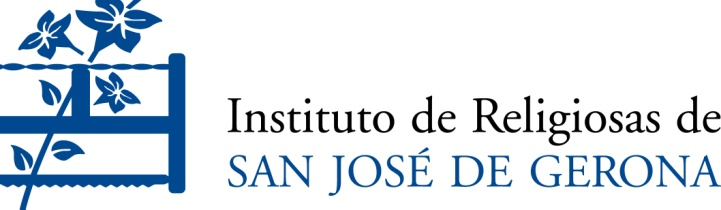 Instituto de Religiosas de
SAN JOSÉ DE GERONA